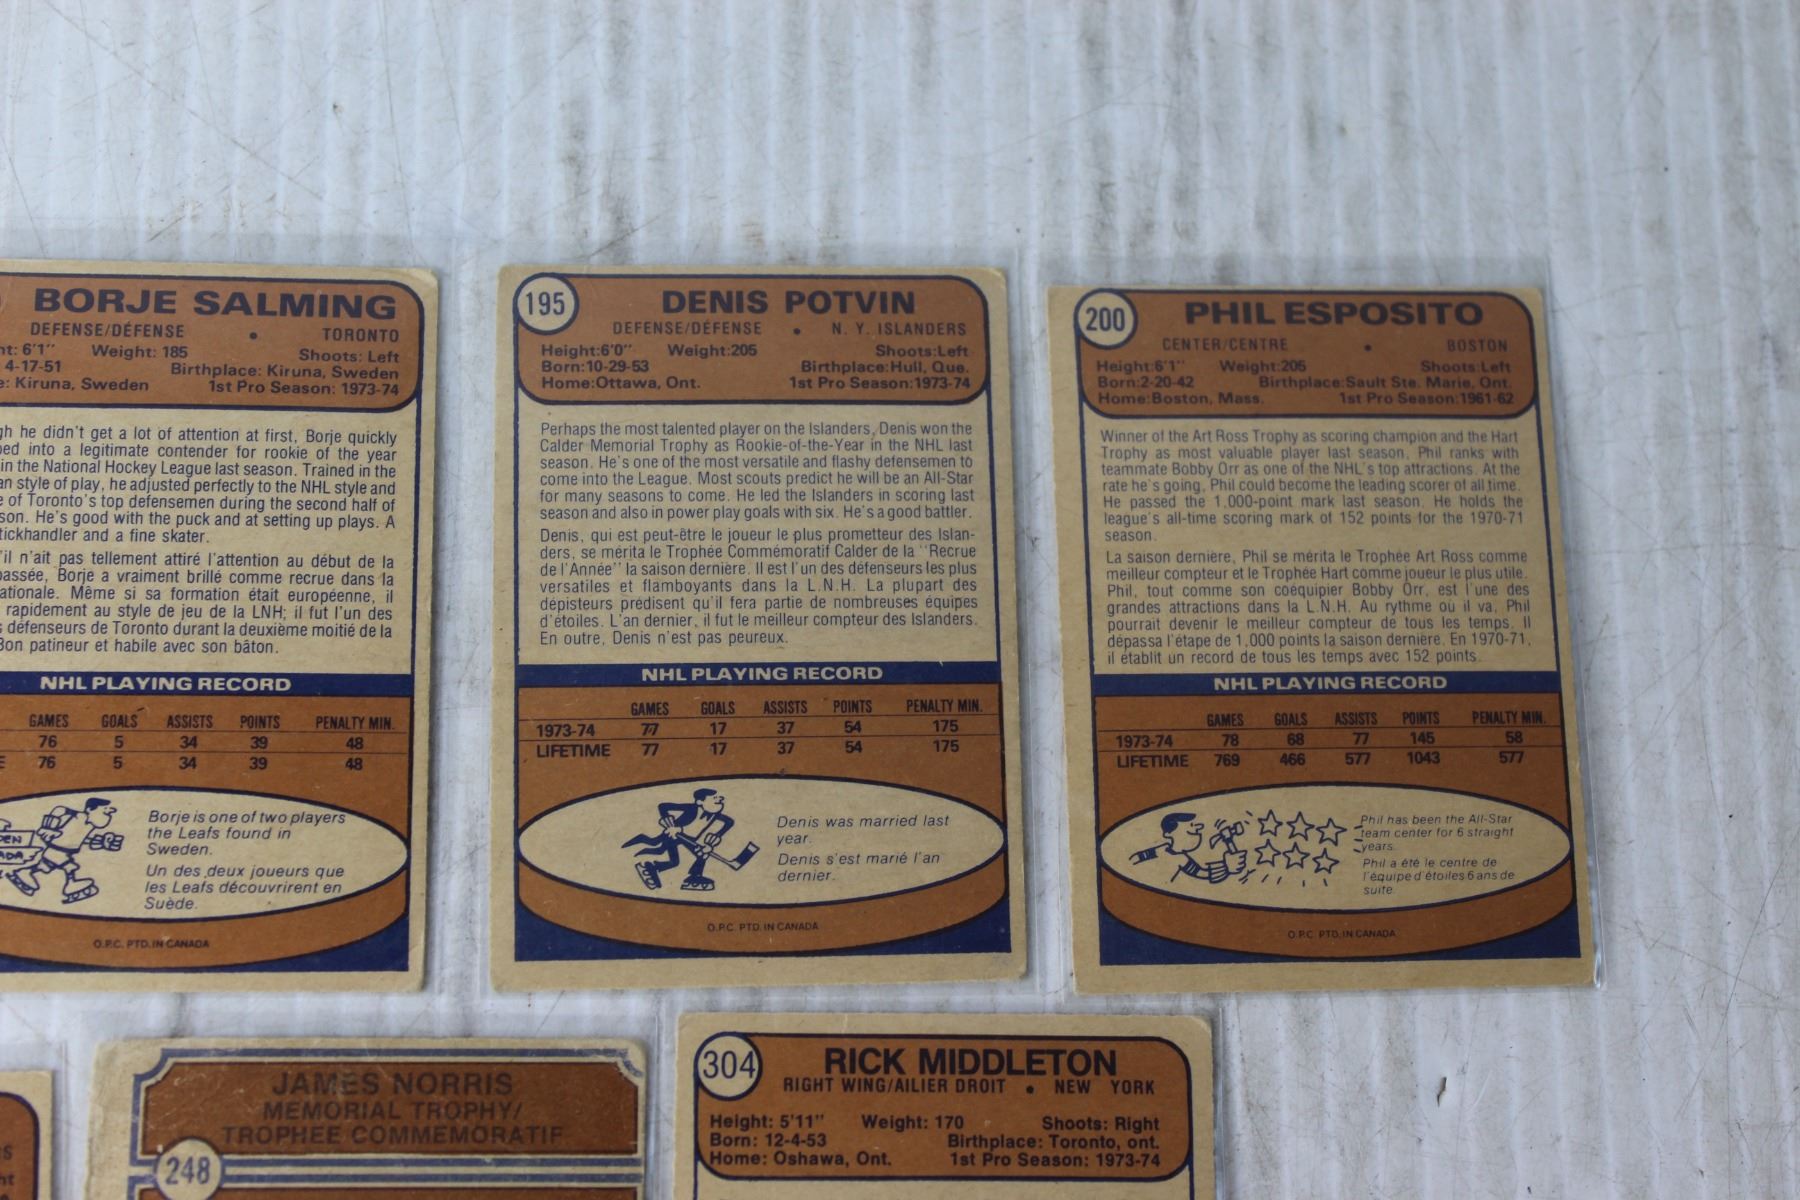 BORJE SALMING
DEFENSE/DÉFENSE • TORONTO
6'1" Weight: 185 Shoots: Left
4-17-51 Birthplace: Kiruna, Sweden
Kiruna, Sweden 1st Pro Season: 1973-74
he didn't get a lot of attention at first, Borje quickly
into a legitimate contender for rookie of the year
in the National Hockey League last season. Trained in the
style of play, he adjusted perfectly to the NHL style and
of Toronto's top defensemen during the second half of
He's good with the puck and at setting up plays. A
and a fine skater.
n'ait pas tellement attiré l'attention au début de la
Borje a vraiment brillé comme recrue dans la
Même si sa formation était européenne, il
rapidement au style de jeu de la LNH; il fut l'un des
défenseurs de Toronto durant la deuxième moitié de la
Bon patineur et habile avec son bâton.
NHL PLAYING RECORD
GAMES GOALS ASSISTS POINTS PENALTY MIN.
76 5 34 39 48
76 5 34 39 48
Borje is one of two players
the Leafs found in
Sweden.
Un des deux joueurs que
les Leafs découvrirent en
Suède.
O.P.C. PTD. IN CANADA
195 DENIS POTVIN
DEFENSE/DÉFENSE • N. Y. ISLANDERS
Height:6'0" Weight:205 Shoots:Left
Born:10-29-53 Birthplace:Hull, Que.
Home:Ottawa, Ont. 1st Pro Season:1973-74
Perhaps the most talented player on the Islanders, Denis won the
Calder Memorial Trophy as Rookie-of-the-Year in the NHL last
season. He's one of the most versatile and flashy defensemen to
come into the League. Most scouts predict he will be an All-Star
for many seasons to come. He led the Islanders in scoring last
season and also in power play goals with six. He's a good battler.
Denis, qui est peut-être le joueur le plus prometteur des Islan-
ders, se mérita le Trophée Commémoratif Calder de la "Recrue
de l'Année" la saison dernière. Il est l'un des défenseurs les plus
versatiles et flamboyants dans la L.N.H. La plupart des
dépisteurs prédisent qu'il fera partie de nombreuses équipes
d'étoiles. L'an dernier, il fut le meilleur compteur des Islanders.
En outre, Denis n'est pas peureux.
NHL PLAYING RECORD
GAMES GOALS ASSISTS POINTS PENALTY MIN.
1973-74 77 17 37 54 175
LIFETIME 77 17 37 54 175
Denis was married last
year.
Denis s'est marié l'an
dernier.
O.P.C. PTD. IN CANADA
200 PHIL ESPOSITO
CENTER/CENTRE • BOSTON
Height:6'1" Weight:205 Shoots:Left
Born:2-20-42 Birthplace:Sault Ste. Marie, Ont.
Home:Boston, Mass. 1st Pro Season:1961-62
Winner of the Art Ross Trophy as scoring champion and the Hart
Trophy as most valuable player last season, Phil ranks with
teammate Bobby Orr as one of the NHL's top attractions. At the
rate he's going, Phil could become the leading scorer of all time.
He passed the 1,000-point mark last season. He holds the
league's all-time scoring mark of 152 points for the 1970-71
season.
La saison dernière, Phil se mérita le Trophée Art Ross comme
meilleur compteur et le Trophée Hart comme joueur le plus utile.
Phil, tout comme son coéquipier Bobby Orr, est l'une des
grandes attractions dans la L.N.H. Au rythme où il va, Phil
pourrait devenir le meilleur compteur de tous les temps. Il
dépassa l'étape de 1,000 points la saison dernière. En 1970-71,
il établit un record de tous les temps avec 152 points.
NHL PLAYING RECORD
GAMES GOALS ASSISTS POINTS PENALTY MIN.
1973-74 78 68 77 145 58
LIFETIME 769 466 577 1043 577
Phil has been the All-Star
team center for 6 straight
years.
Phil a été le centre de
l'équipe d'étoiles 6 ans de
suite.
O.P.C. PTD. IN CANADA
JAMES NORRIS
MEMORIAL TROPHY/
TROPHEE COMMEMORATIF
248
304 RICK MIDDLETON
RIGHT WING/AILIER DROIT • NEW YORK
Height: 5'11" Weight: 170 Shoots: Right
Born: 12-4-53 Birthplace: Toronto, ont.
Home: Oshawa, Ont. 1st Pro Season: 1973-74